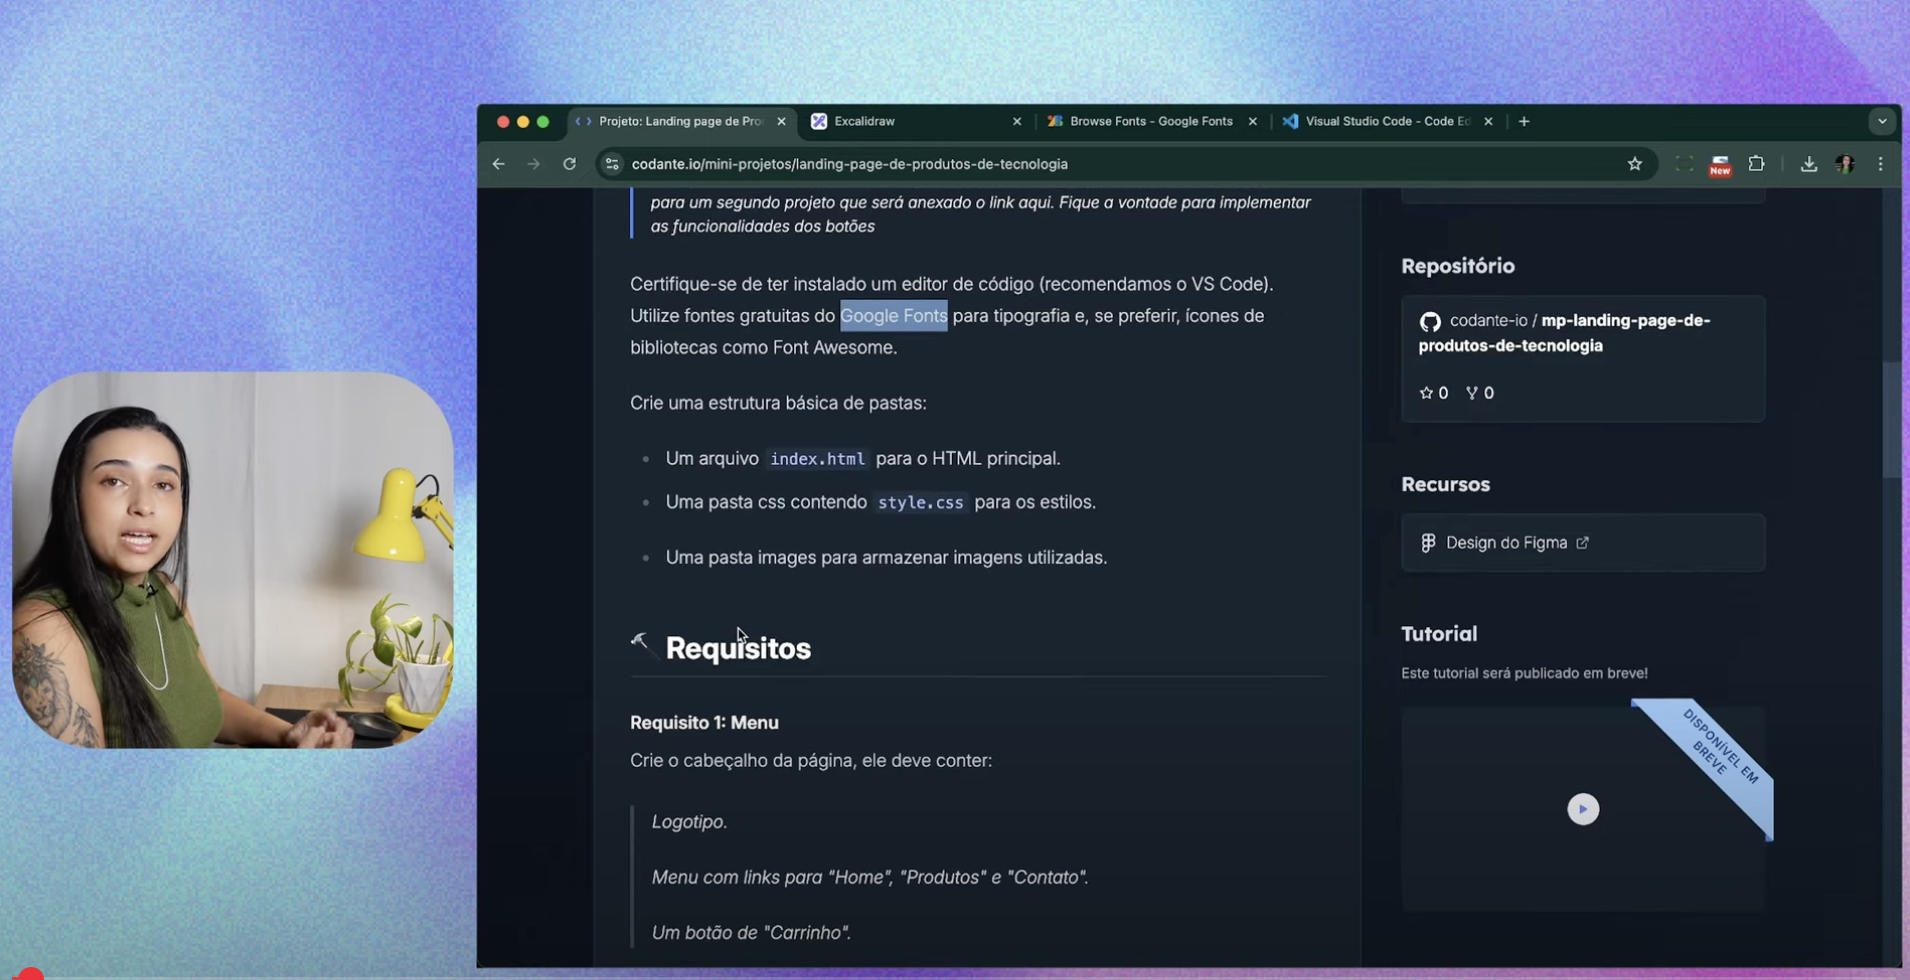 Projeto: Landing page de Pro
Excalidraw
Browse Fonts - Google Fonts
Visual Studio Code - Code Ed
codante.io/mini-projetos/landing-page-de-produtos-de-tecnologia
New
para um segundo projeto que será anexado o link aqui. Fique a vontade para implementar
as funcionalidades dos botões
Certifique-se de ter instalado um editor de código (recomendamos o VS Code).
Utilize fontes gratuitas do Google Fonts para tipografia e, se preferir, ícones de
bibliotecas como Font Awesome.
Crie uma estrutura básica de pastas:
Um arquivo index.html para o HTML principal.
Uma pasta css contendo style.css para os estilos.
Uma pasta images para armazenar imagens utilizadas.
Requisitos
Requisito 1: Menu
Crie o cabeçalho da página, ele deve conter:
Logotipo.
Menu com links para "Home", "Produtos" e "Contato".
Um botão de "Carrinho".
Repositório
codante-io / mp-landing-page-de-
produtos-de-tecnologia
0 0
Recursos
Design do Figma
Tutorial
Este tutorial será publicado em breve!
DISPONÍVEL EM
BREVE